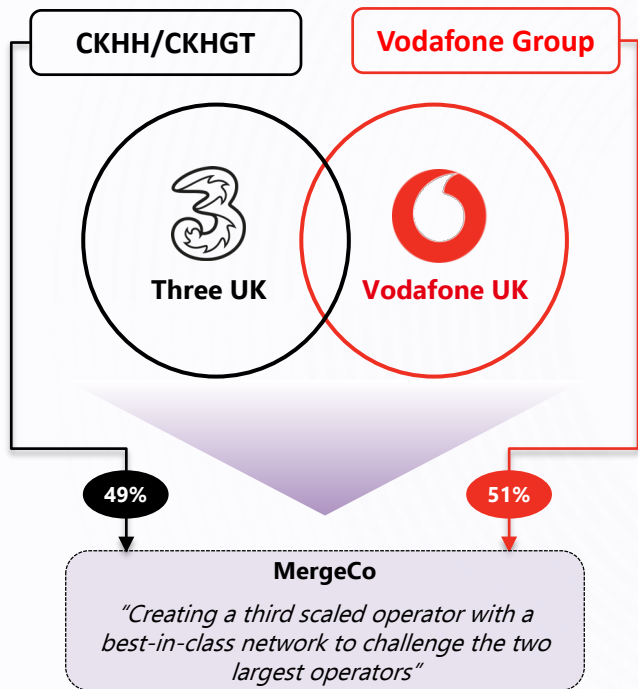 CKHH/CKHGT
Vodafone Group
3
Three UK
Vodafone UK
49%
51%
MergeCo
“Creating a third scaled operator with a
best-in-class network to challenge the two
largest operators”